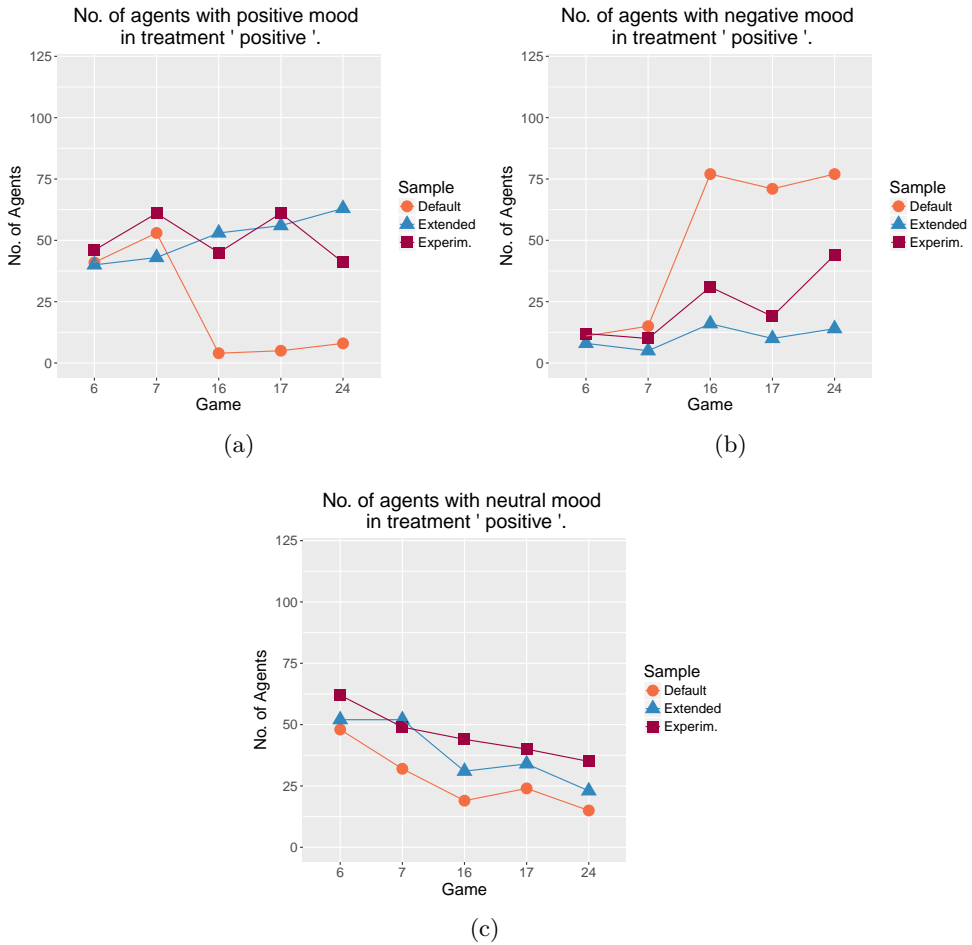 No. of agents with positive mood
in treatment ' positive '.
125
100
75
50
25
0
No. of Agents
6 7 16 17 24
Game
Sample
Default
Extended
Experim.
(a)
No. of agents with negative mood
in treatment ' positive '.
125
100
75
50
25
0
No. of Agents
6 7 16 17 24
Game
Sample
Default
Extended
Experim.
(b)
No. of agents with neutral mood
in treatment ' positive '.
125
100
75
50
25
0
No. of Agents
6 7 16 17 24
Game
Sample
Default
Extended
Experim.
(c)